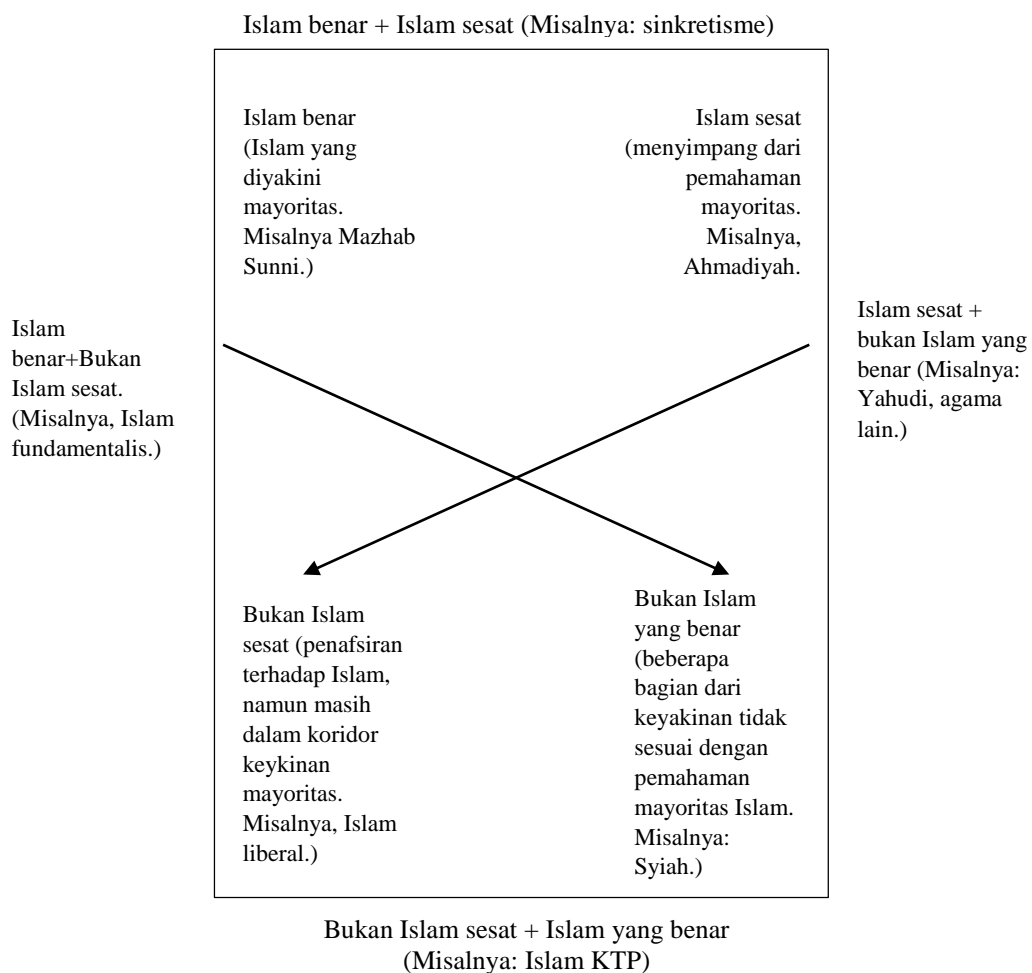 Islam benar + Islam sesat (Misalnya: sinkretisme)
Islam benar
(Islam yang
diyakini
mayoritas.
Misalnya Mazhab
Sunni.)
Islam sesat
(menyimpang dari
pemahaman
mayoritas.
Misalnya,
Ahmadiyah.
Islam
benar+Bukan
Islam sesat.
(Misalnya, Islam
fundamentalis.)
Islam sesat +
bukan Islam yang
benar (Misalnya:
Yahudi, agama
lain.)
Bukan Islam
sesat (penafsiran
terhadap Islam,
namun masih
dalam koridor
keykinan
mayoritas.
Misalnya, Islam
liberal.)
Bukan Islam
yang benar
(beberapa
bagian dari
keyakinan tidak
sesuai dengan
pemahaman
mayoritas Islam.
Misalnya:
Syiah.)
Bukan Islam sesat + Islam yang benar
(Misalnya: Islam KTP)